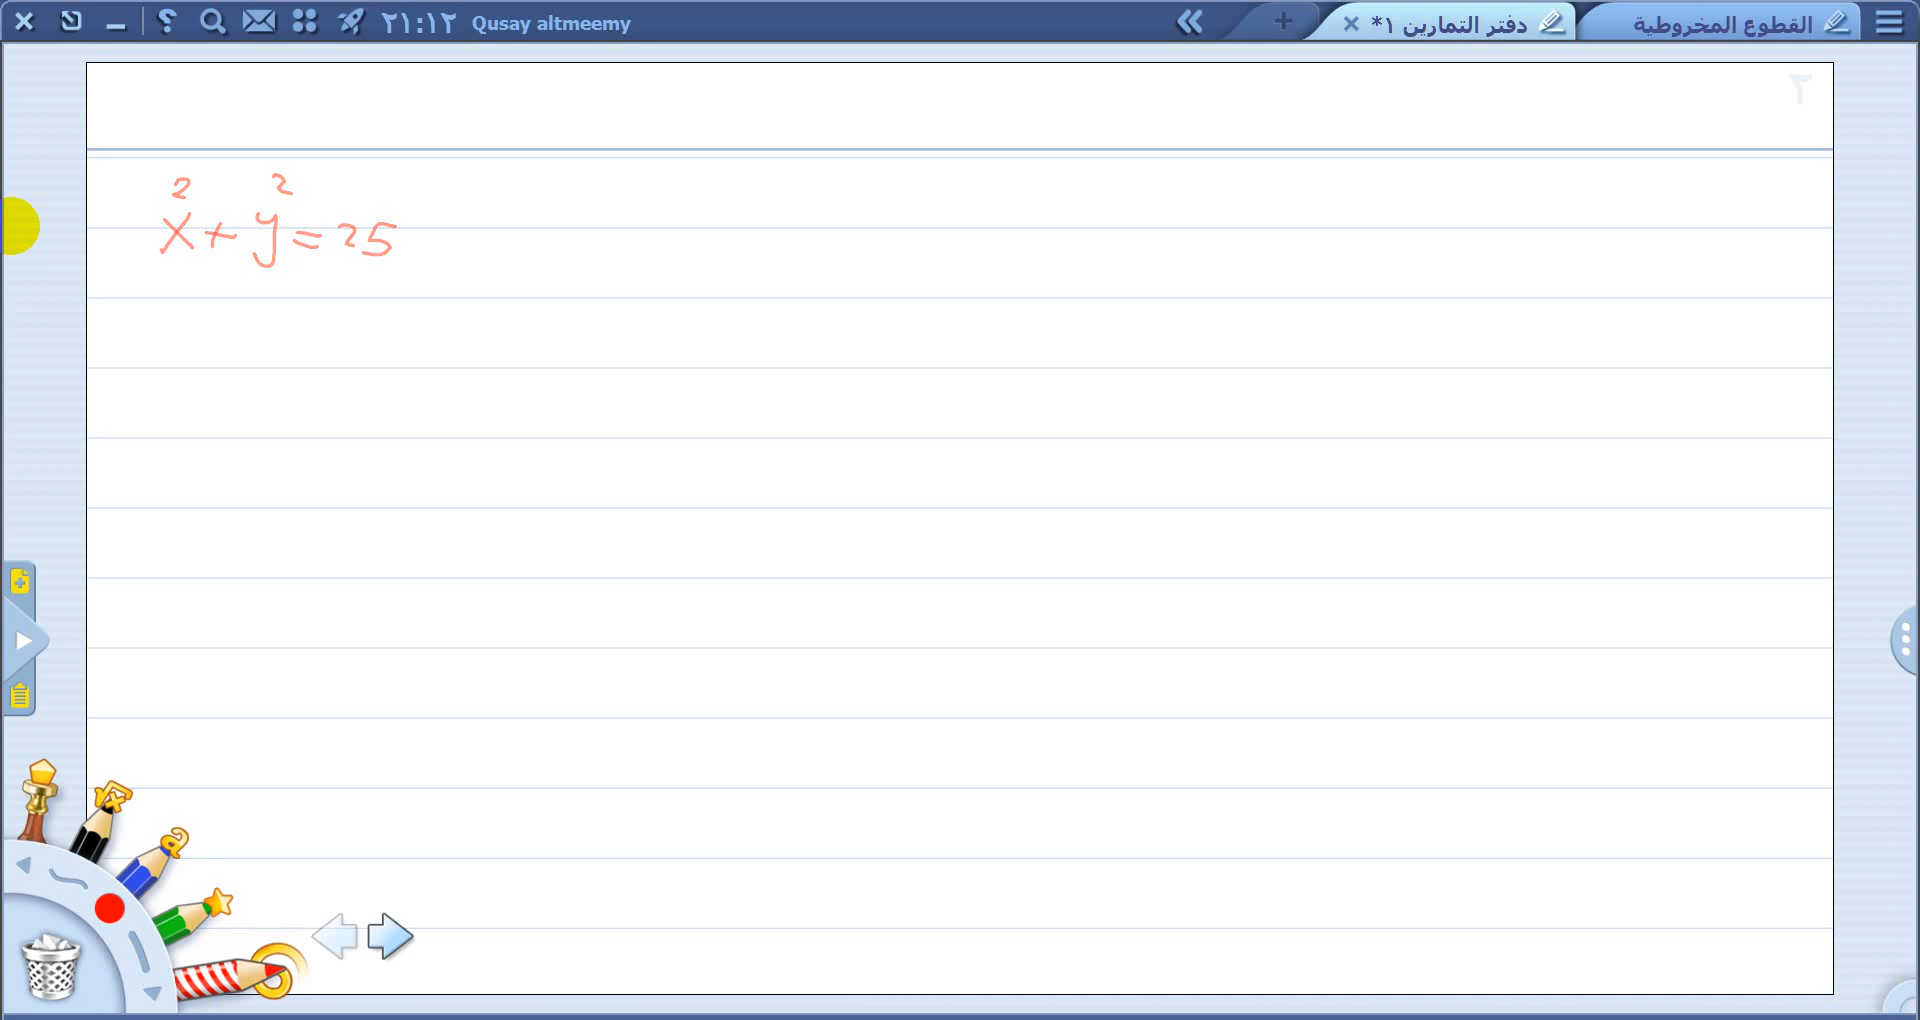 ٢١:١٢ Qusay altmeemy دفتر التمارين ١* القطوع المخروطية
٢
x² + y² = 25